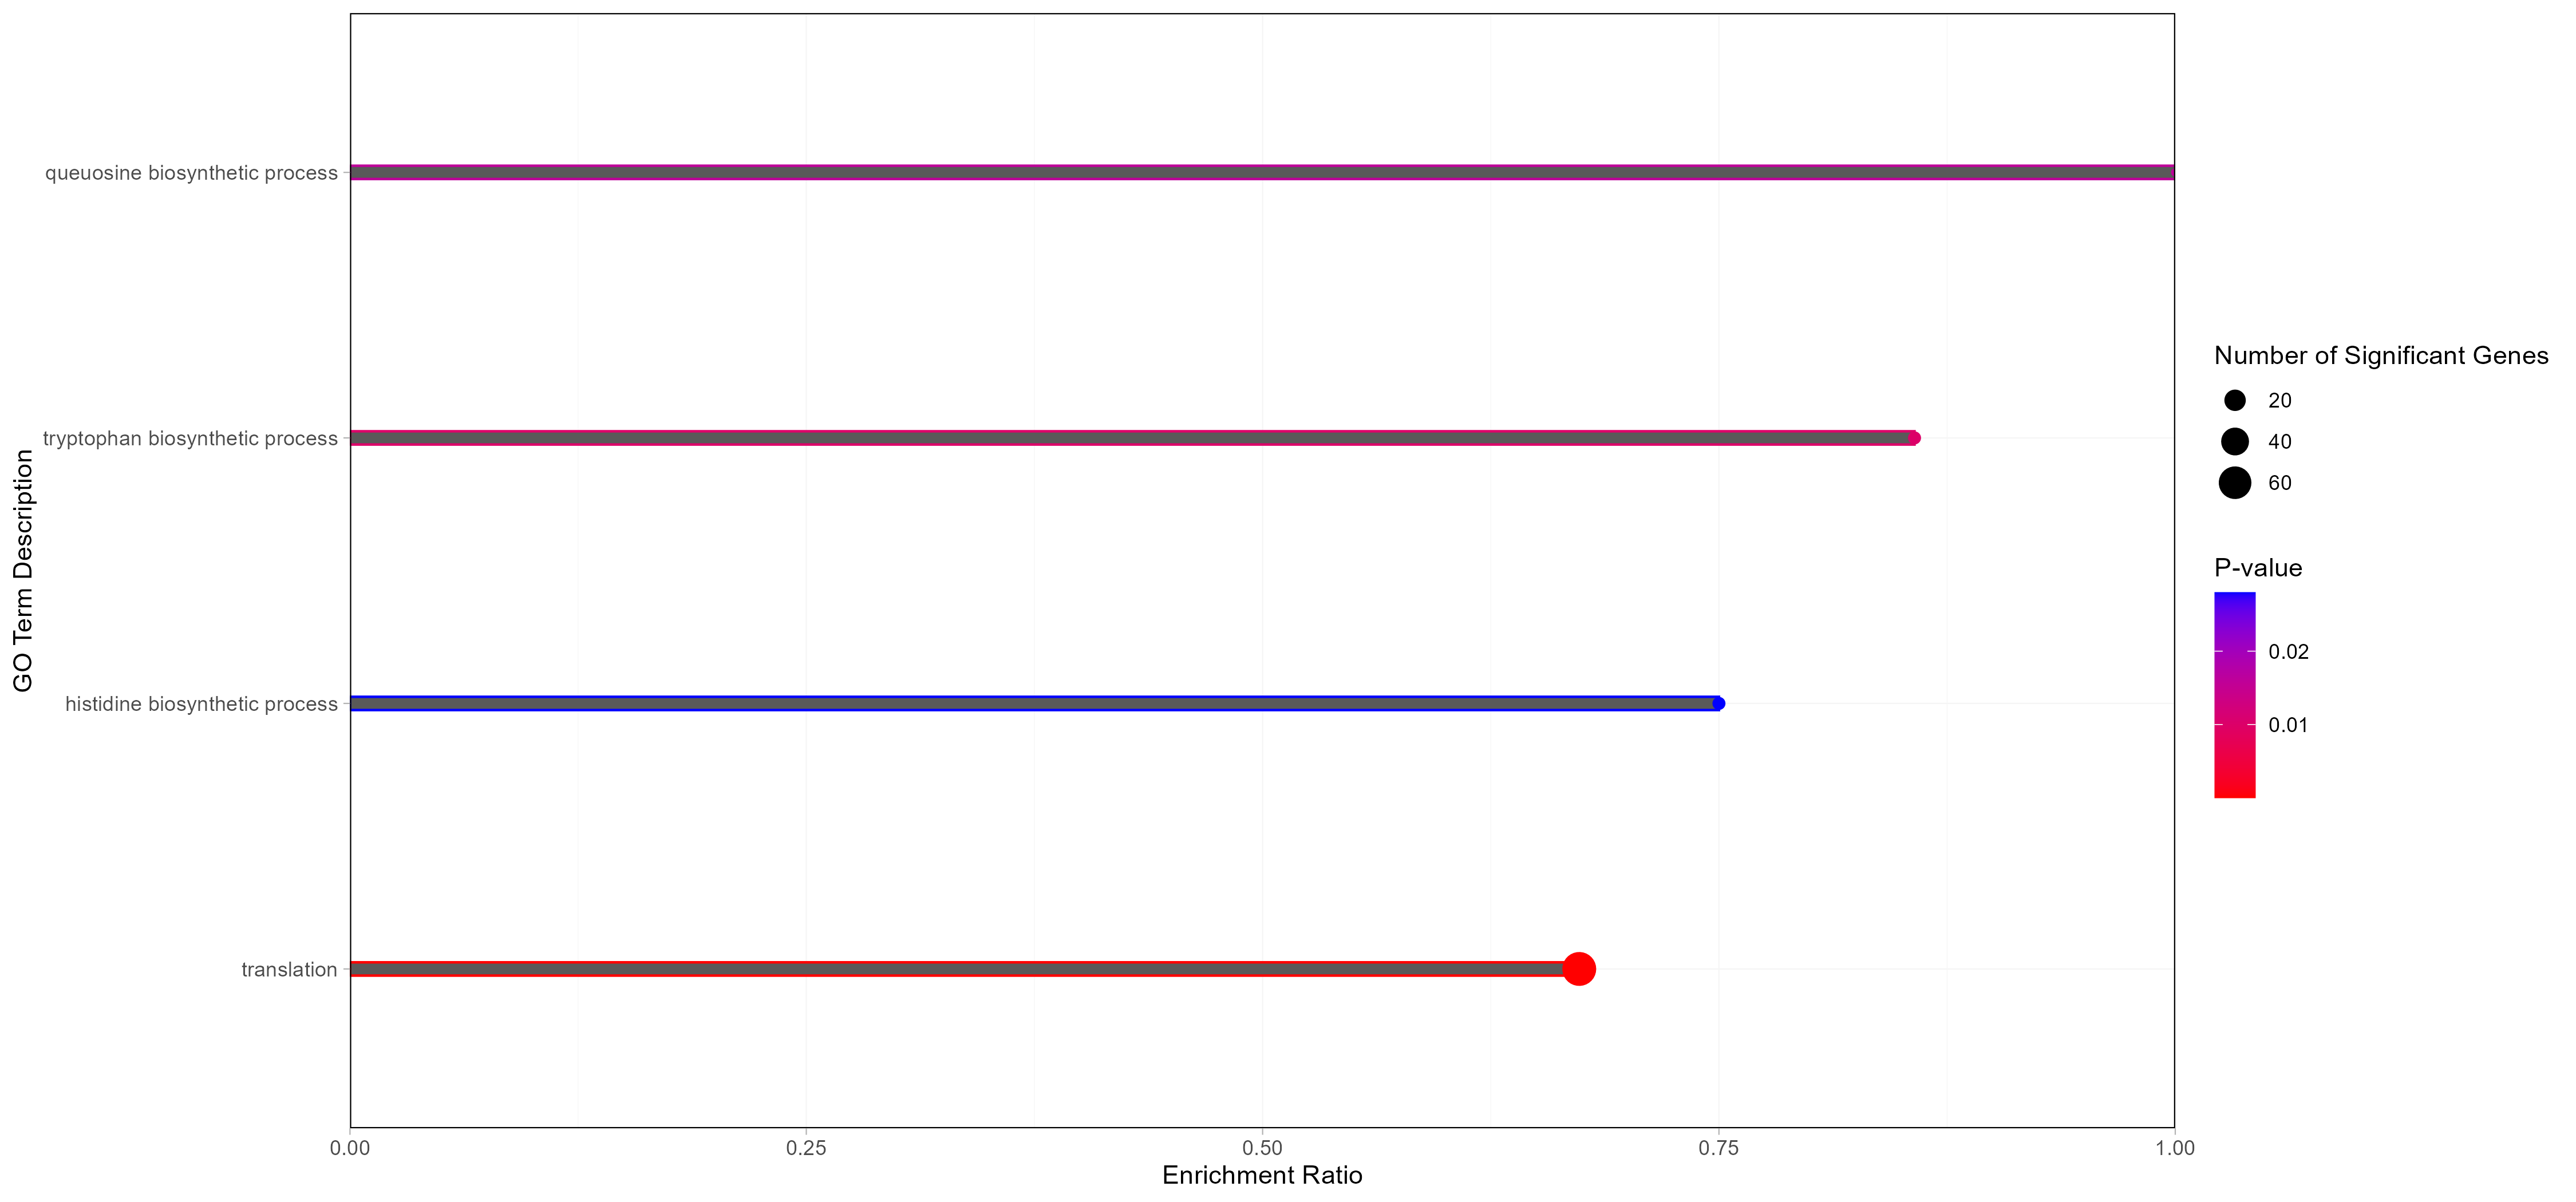 GO Term Description
queuosine biosynthetic process
tryptophan biosynthetic process
histidine biosynthetic process
translation
0.00
0.25
0.50
0.75
1.00
Enrichment Ratio
Number of Significant Genes
20
40
60
P-value
0.02
0.01